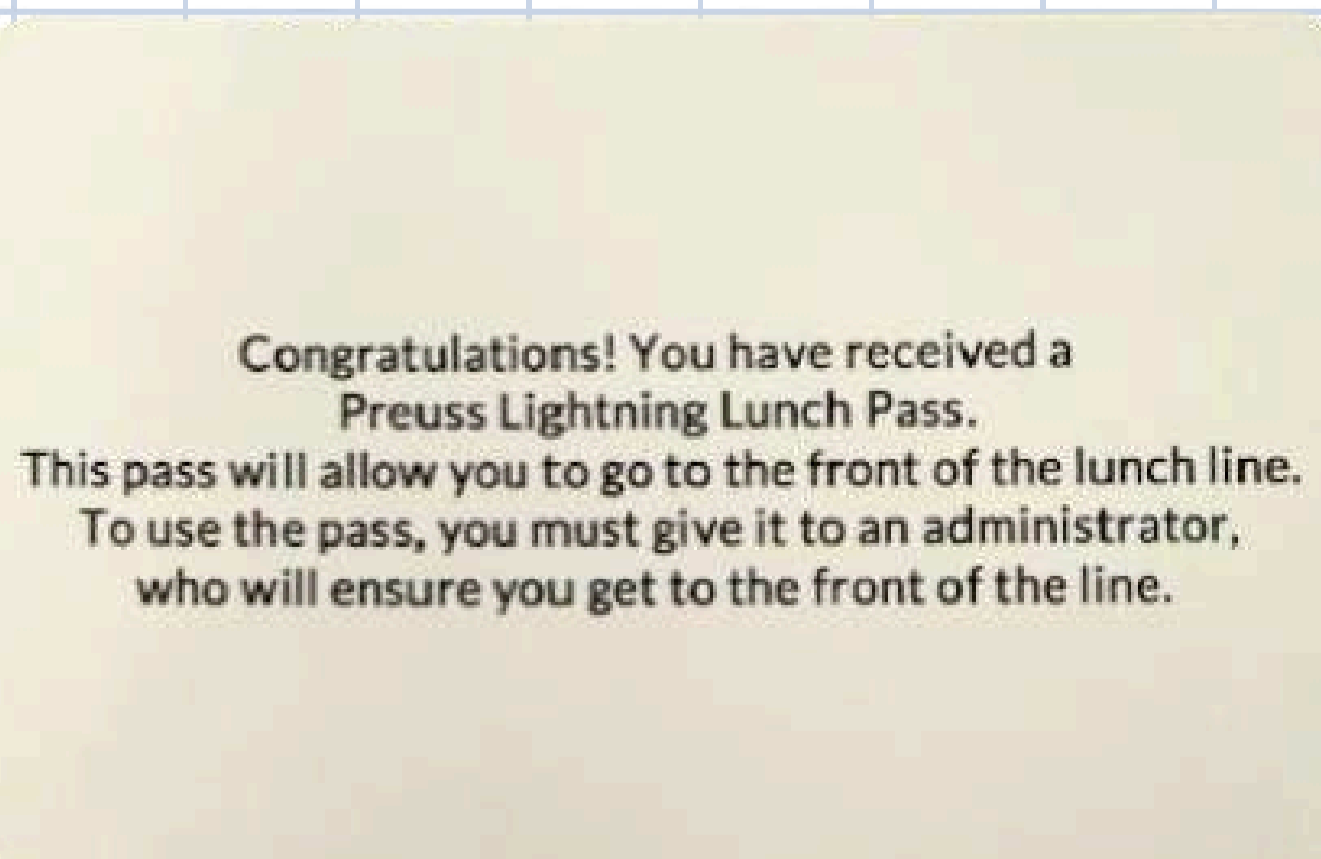 Congratulations! You have received a
Preuss Lightning Lunch Pass.
This pass will allow you to go to the front of the lunch line.
To use the pass, you must give it to an administrator,
who will ensure you get to the front of the line.